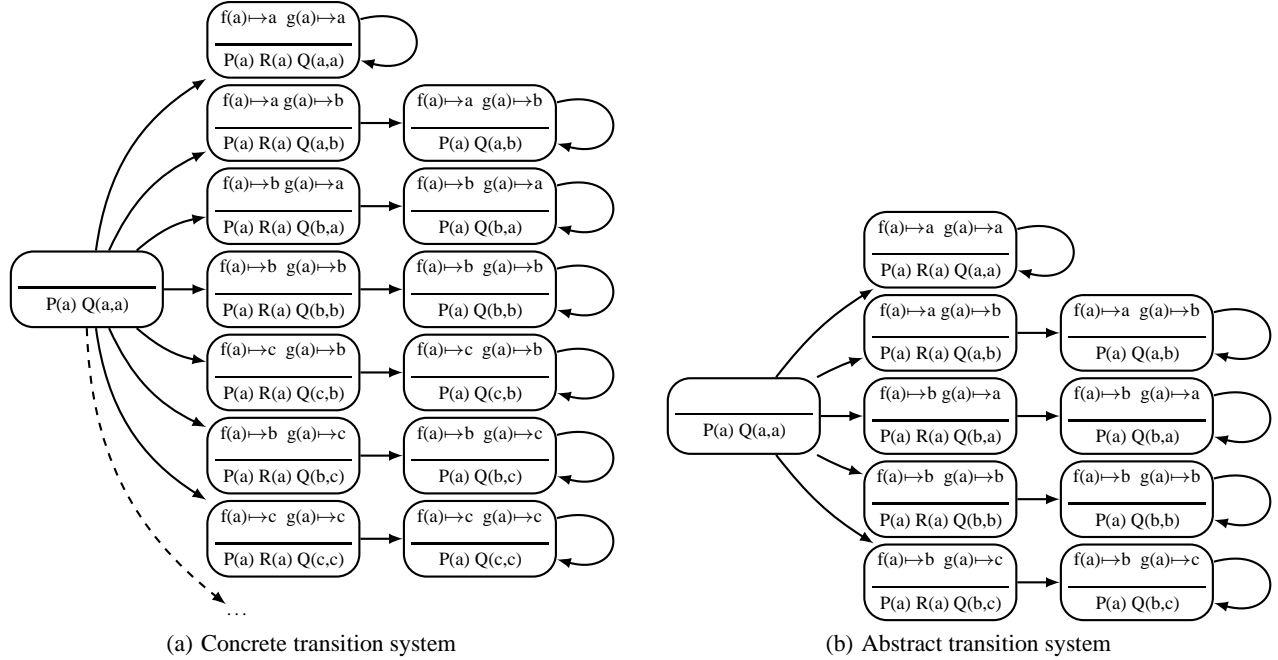 f(a)↦a g(a)↦a
P(a) R(a) Q(a,a)
f(a)↦a g(a)↦b
P(a) R(a) Q(a,b)
f(a)↦a g(a)↦b
P(a) Q(a,b)
f(a)↦b g(a)↦a
P(a) R(a) Q(b,a)
f(a)↦b g(a)↦a
P(a) Q(b,a)
P(a) Q(a,a)
f(a)↦b g(a)↦b
P(a) R(a) Q(b,b)
f(a)↦b g(a)↦b
P(a) Q(b,b)
f(a)↦c g(a)↦b
P(a) R(a) Q(c,b)
f(a)↦c g(a)↦b
P(a) Q(c,b)
f(a)↦b g(a)↦c
P(a) R(a) Q(b,c)
f(a)↦b g(a)↦c
P(a) Q(b,c)
f(a)↦c g(a)↦c
P(a) R(a) Q(c,c)
f(a)↦c g(a)↦c
P(a) Q(c,c)
...
(a) Concrete transition system
f(a)↦a g(a)↦a
P(a) R(a) Q(a,a)
f(a)↦a g(a)↦b
P(a) R(a) Q(a,b)
f(a)↦a g(a)↦b
P(a) Q(a,b)
P(a) Q(a,a)
f(a)↦b g(a)↦a
P(a) R(a) Q(b,a)
f(a)↦b g(a)↦a
P(a) Q(b,a)
f(a)↦b g(a)↦b
P(a) R(a) Q(b,b)
f(a)↦b g(a)↦b
P(a) Q(b,b)
f(a)↦b g(a)↦c
P(a) R(a) Q(b,c)
f(a)↦b g(a)↦c
P(a) Q(b,c)
(b) Abstract transition system